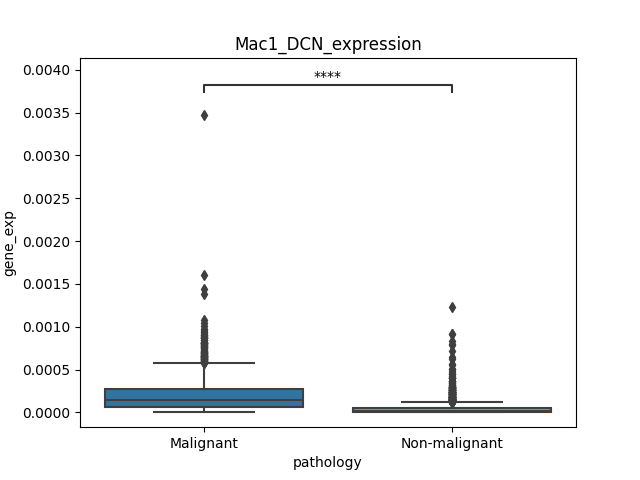 Mac1_DCN_expression
****
0.0040
0.0035
0.0030
0.0025
0.0020
0.0015
0.0010
0.0005
0.0000
gene_exp
Malignant
Non-malignant
pathology